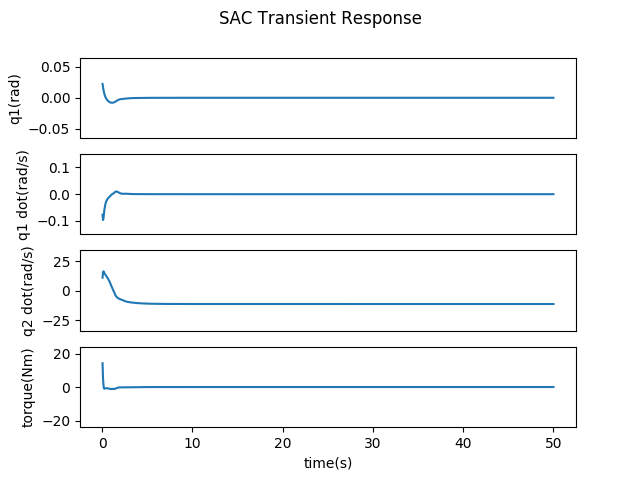 SAC Transient Response
q1(rad)
0.05
0.00
−0.05
q1 dot(rad/s)
0.1
0.0
−0.1
q2 dot(rad/s)
25
0
−25
torque(Nm)
20
0
−20
0 10 20 30 40 50
time(s)